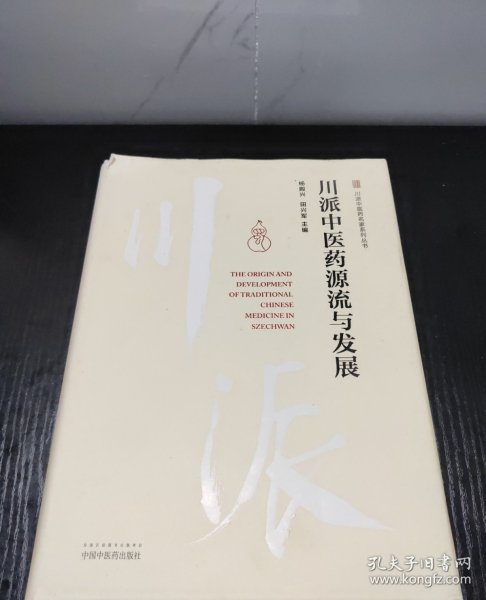 川派中医药名家系列丛书
川派中医药源流与发展
杨殿兴 田兴军 主编
THE ORIGIN AND
DEVELOPMENT
OF TRADITIONAL
CHINESE
MEDICINE IN
SZECHWAN
川派
中国中医药出版社
孔夫子旧书网
www.kongfz.com